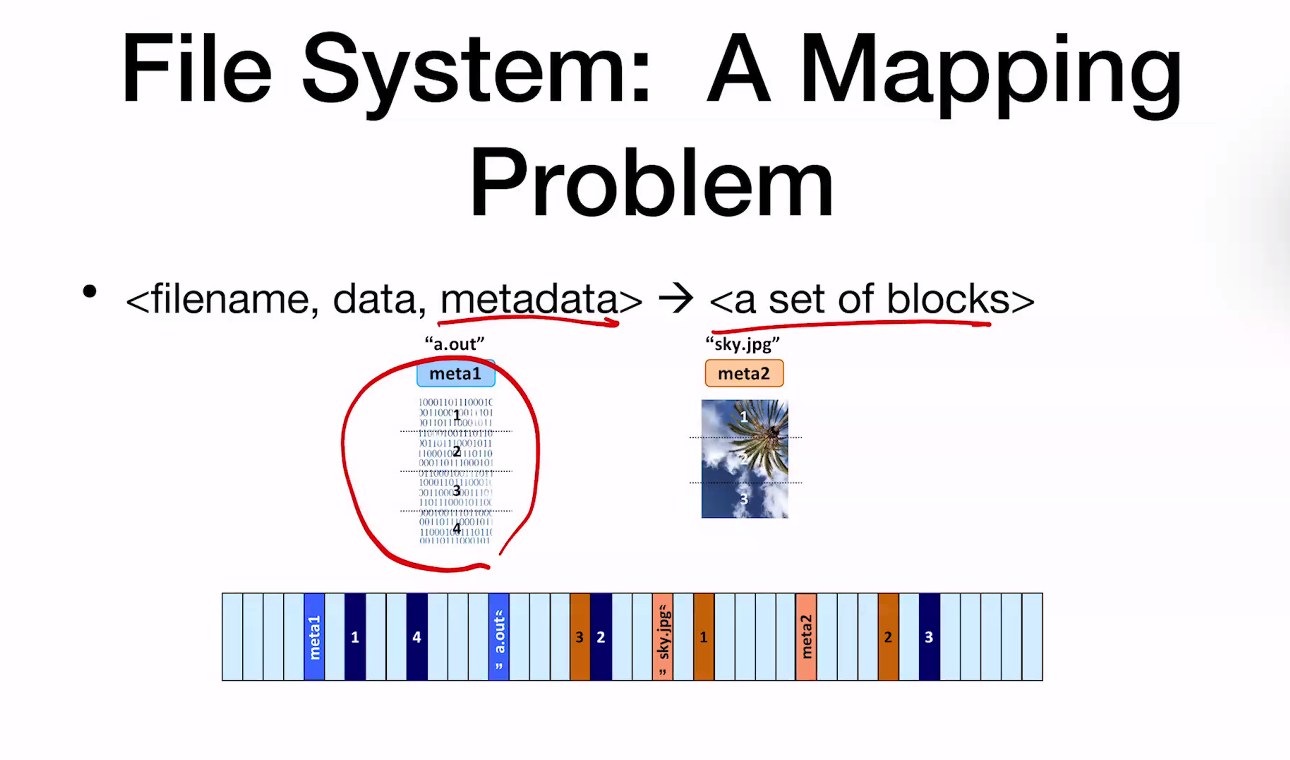 File System: A Mapping
Problem
• <filename, data, metadata> → <a set of blocks>
“a.out” “sky.jpg”
meta1 meta2
1 1
2
3 3
4
meta1 1 4 ” a.out“ 3 2 ” sky.jpg“ 1 meta2 2 3